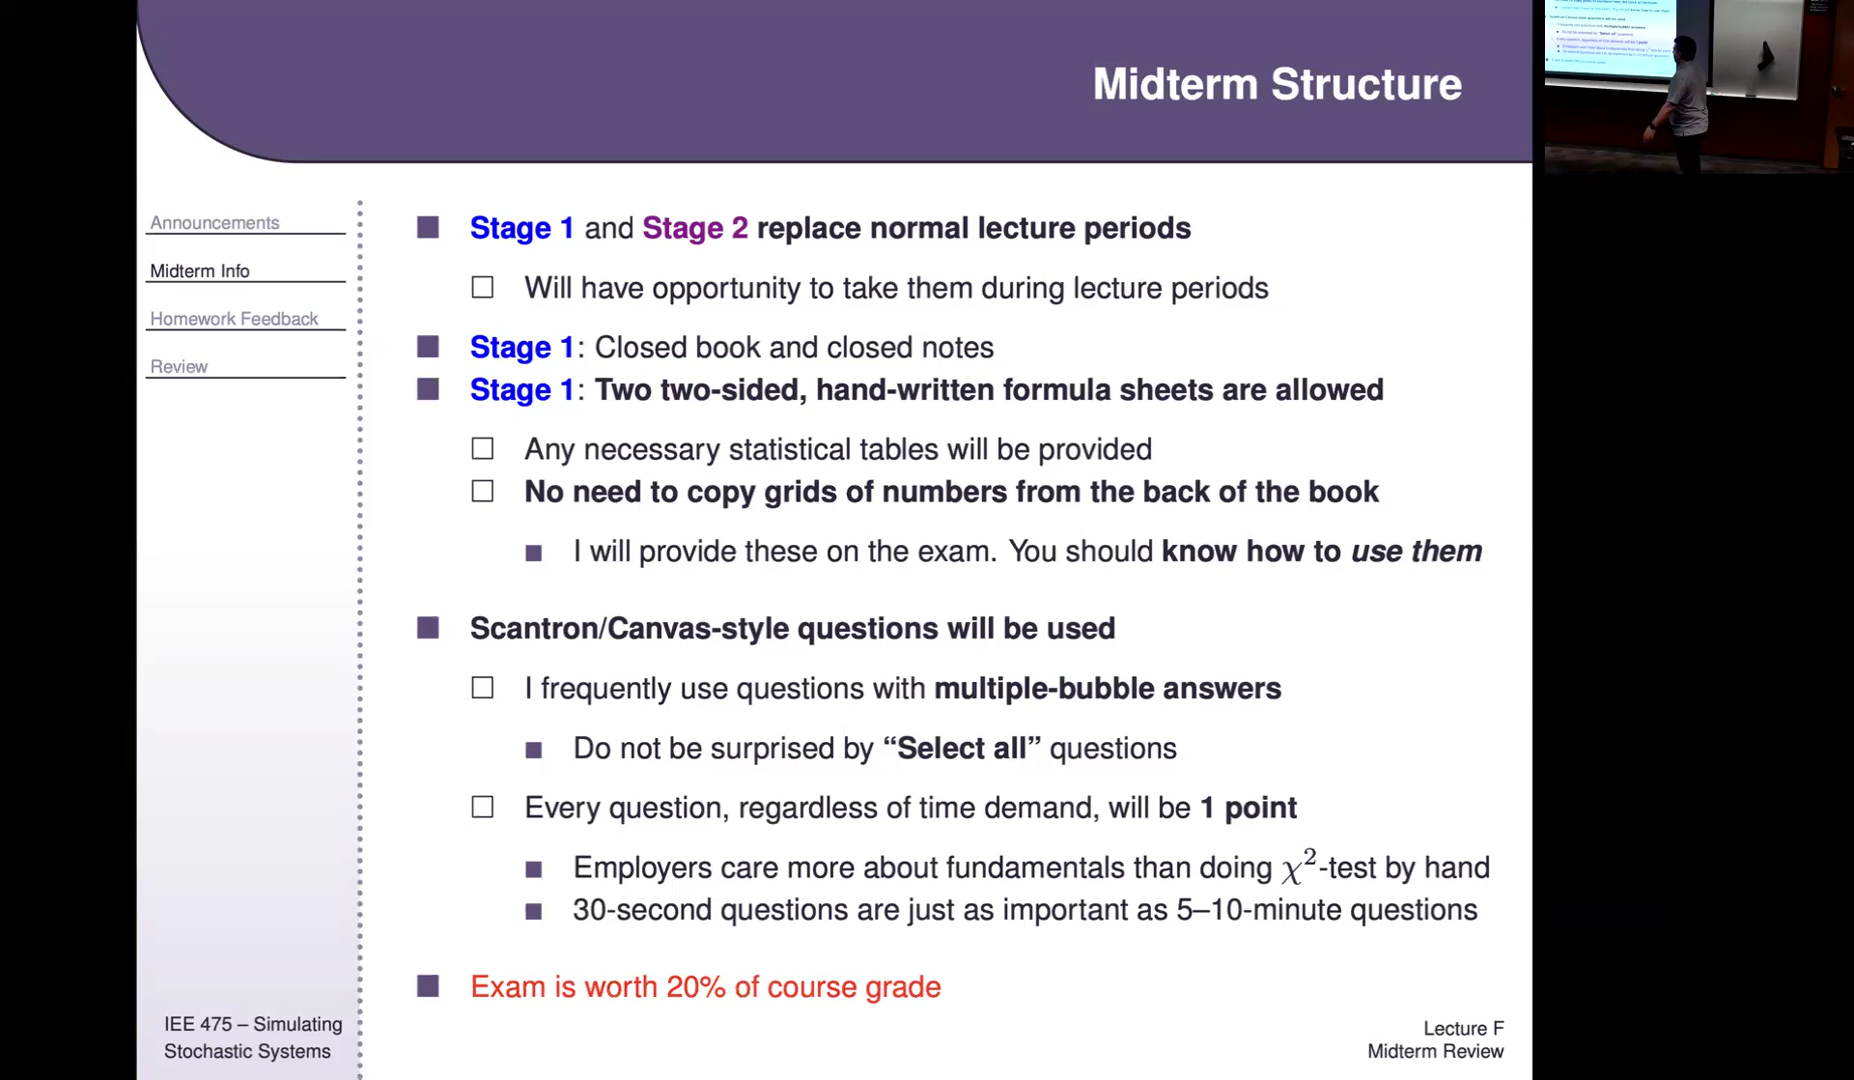 Midterm Structure
Announcements
Midterm Info
Homework Feedback
Review
■ Stage 1 and Stage 2 replace normal lecture periods
□ Will have opportunity to take them during lecture periods
■ Stage 1: Closed book and closed notes
■ Stage 1: Two two-sided, hand-written formula sheets are allowed
□ Any necessary statistical tables will be provided
□ No need to copy grids of numbers from the back of the book
■ I will provide these on the exam. You should know how to use them
■ Scantron/Canvas-style questions will be used
□ I frequently use questions with multiple-bubble answers
■ Do not be surprised by “Select all” questions
□ Every question, regardless of time demand, will be 1 point
■ Employers care more about fundamentals than doing χ²-test by hand
■ 30-second questions are just as important as 5–10-minute questions
■ Exam is worth 20% of course grade
IEE 475 – Simulating
Stochastic Systems
Lecture F
Midterm Review